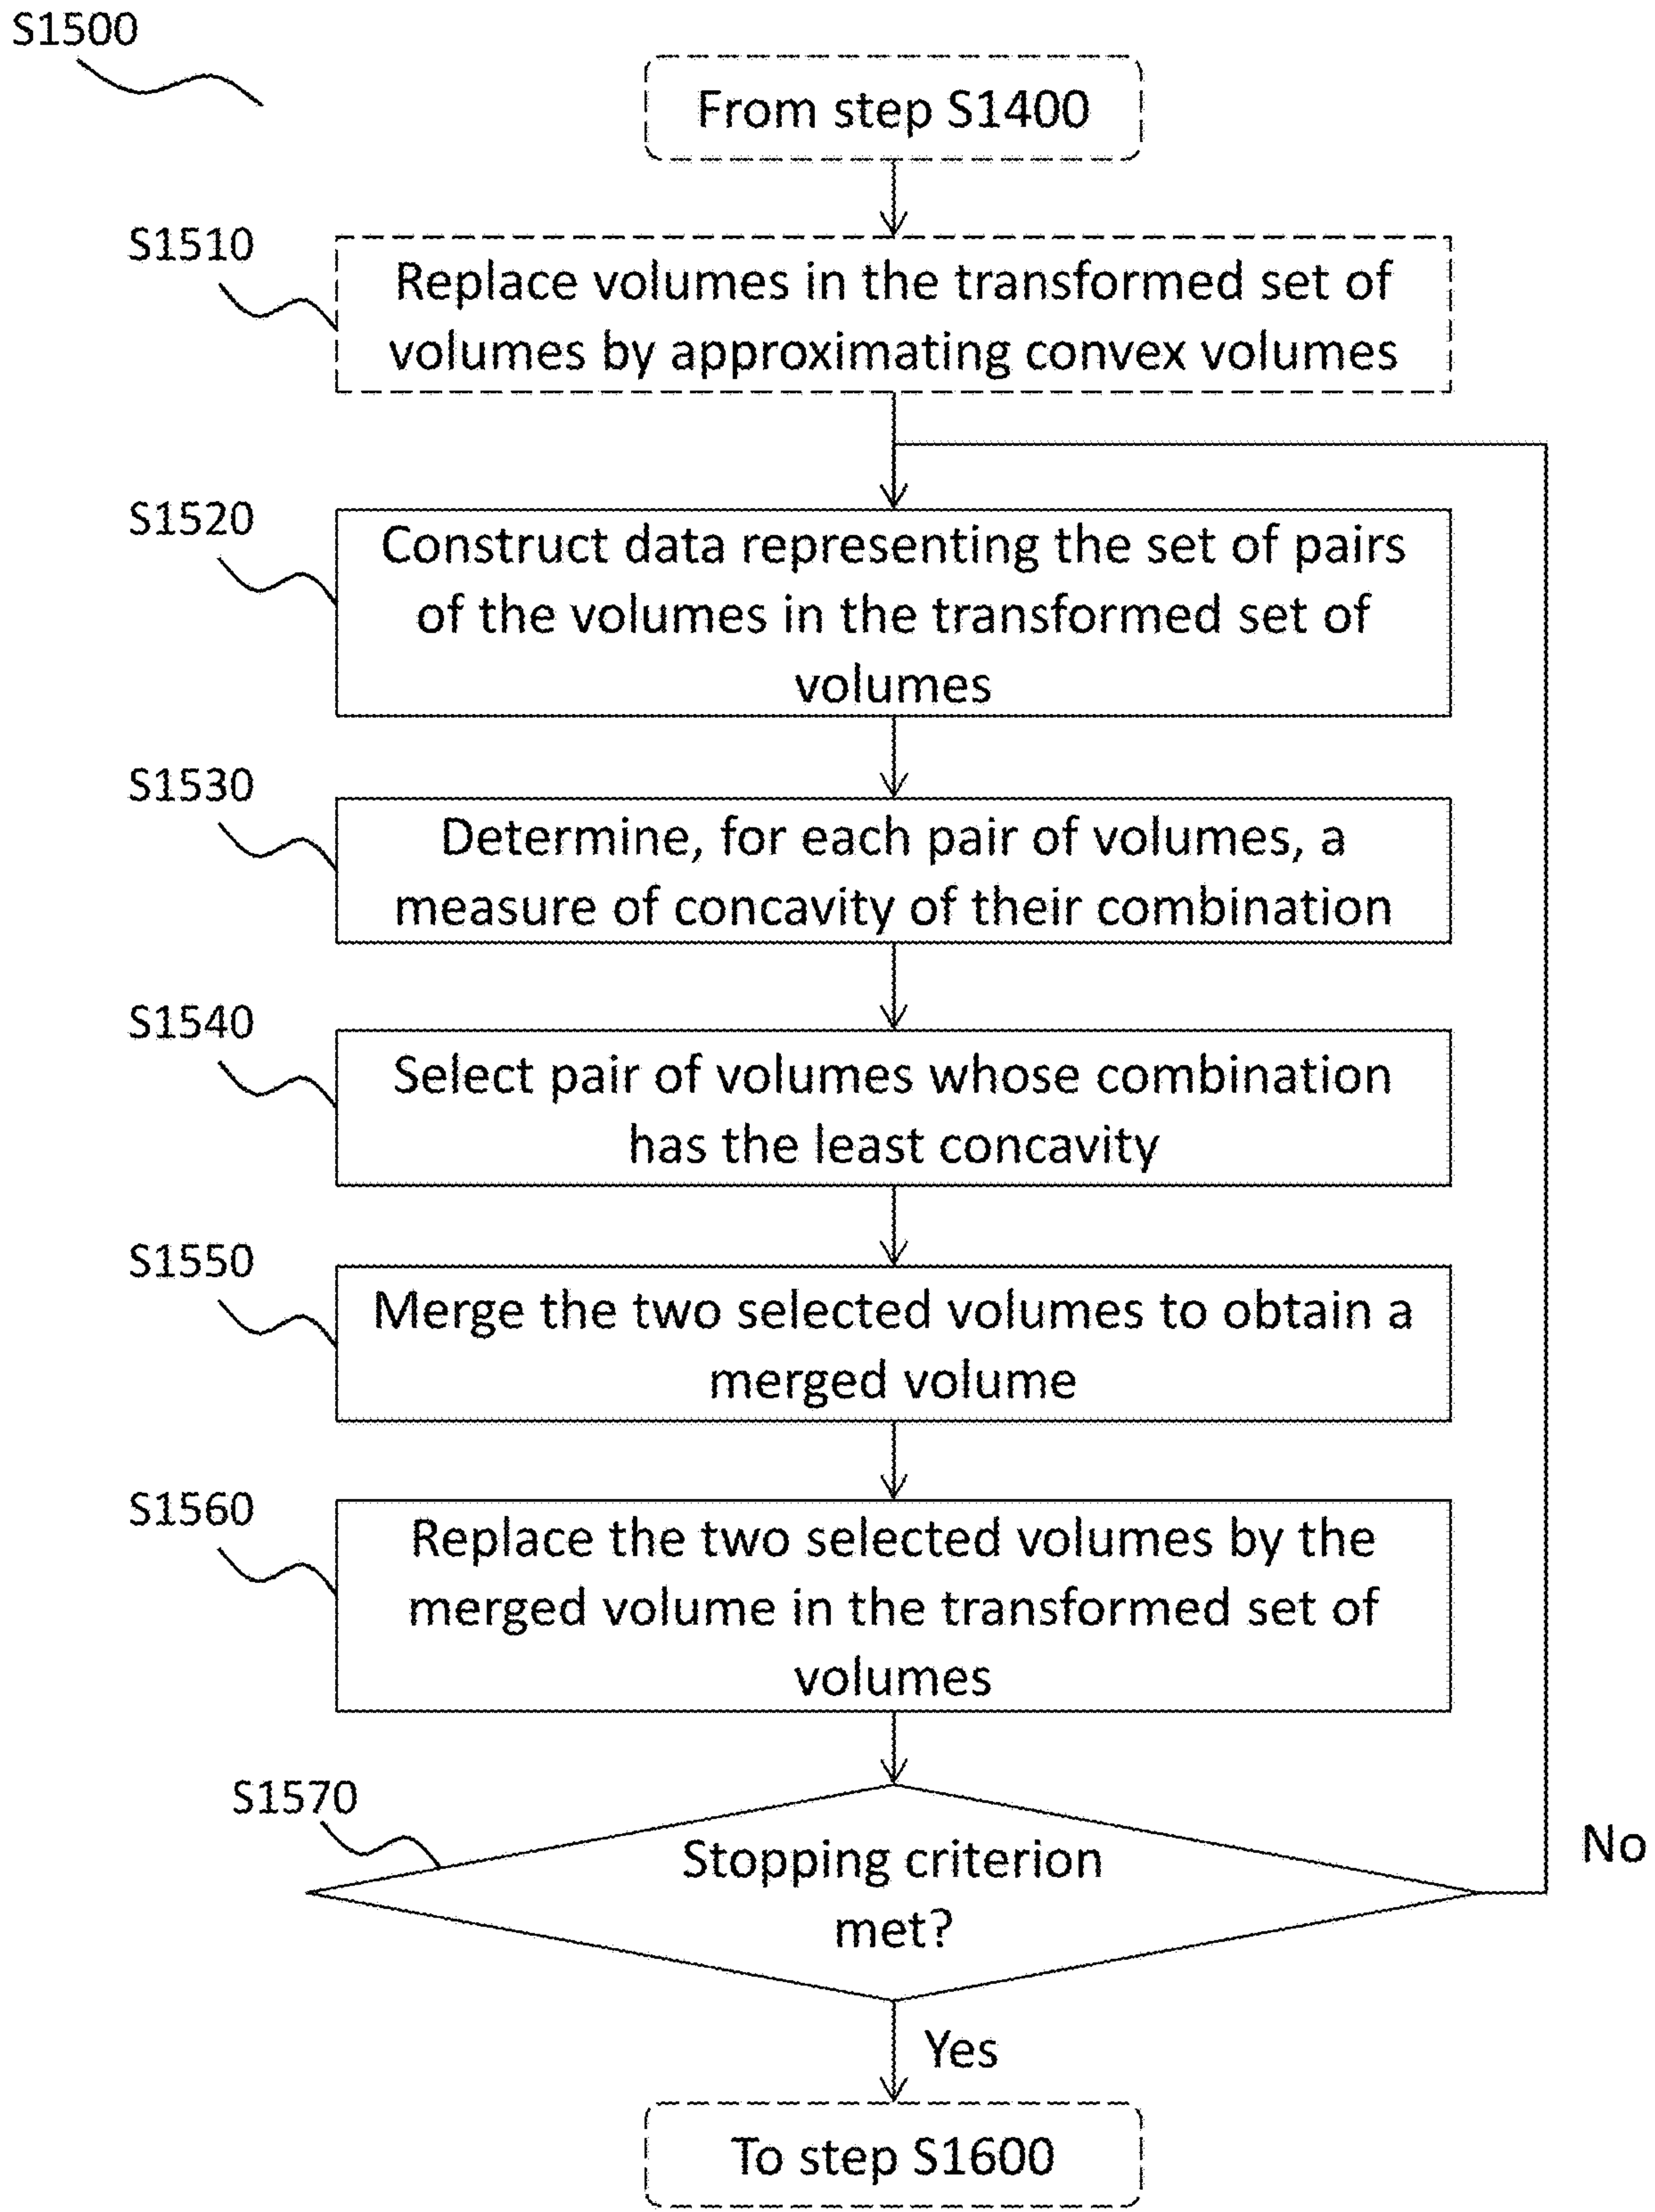 S1500
From step S1400
S1510
Replace volumes in the transformed set of
volumes by approximating convex volumes
S1520
Construct data representing the set of pairs
of the volumes in the transformed set of
volumes
S1530
Determine, for each pair of volumes, a
measure of concavity of their combination
S1540
Select pair of volumes whose combination
has the least concavity
S1550
Merge the two selected volumes to obtain a
merged volume
S1560
Replace the two selected volumes by the
merged volume in the transformed set of
volumes
S1570
Stopping criterion
met?
No
Yes
To step S1600